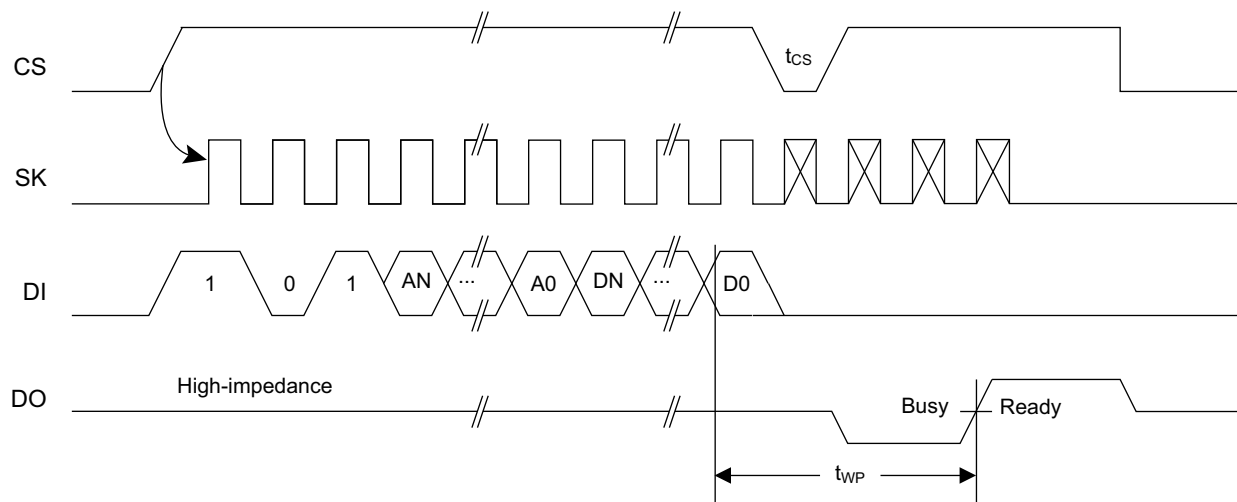 CS
tCS
SK
DI
1 0 1 AN ... A0 DN ... D0
High-impedance
DO
Busy Ready
tWP